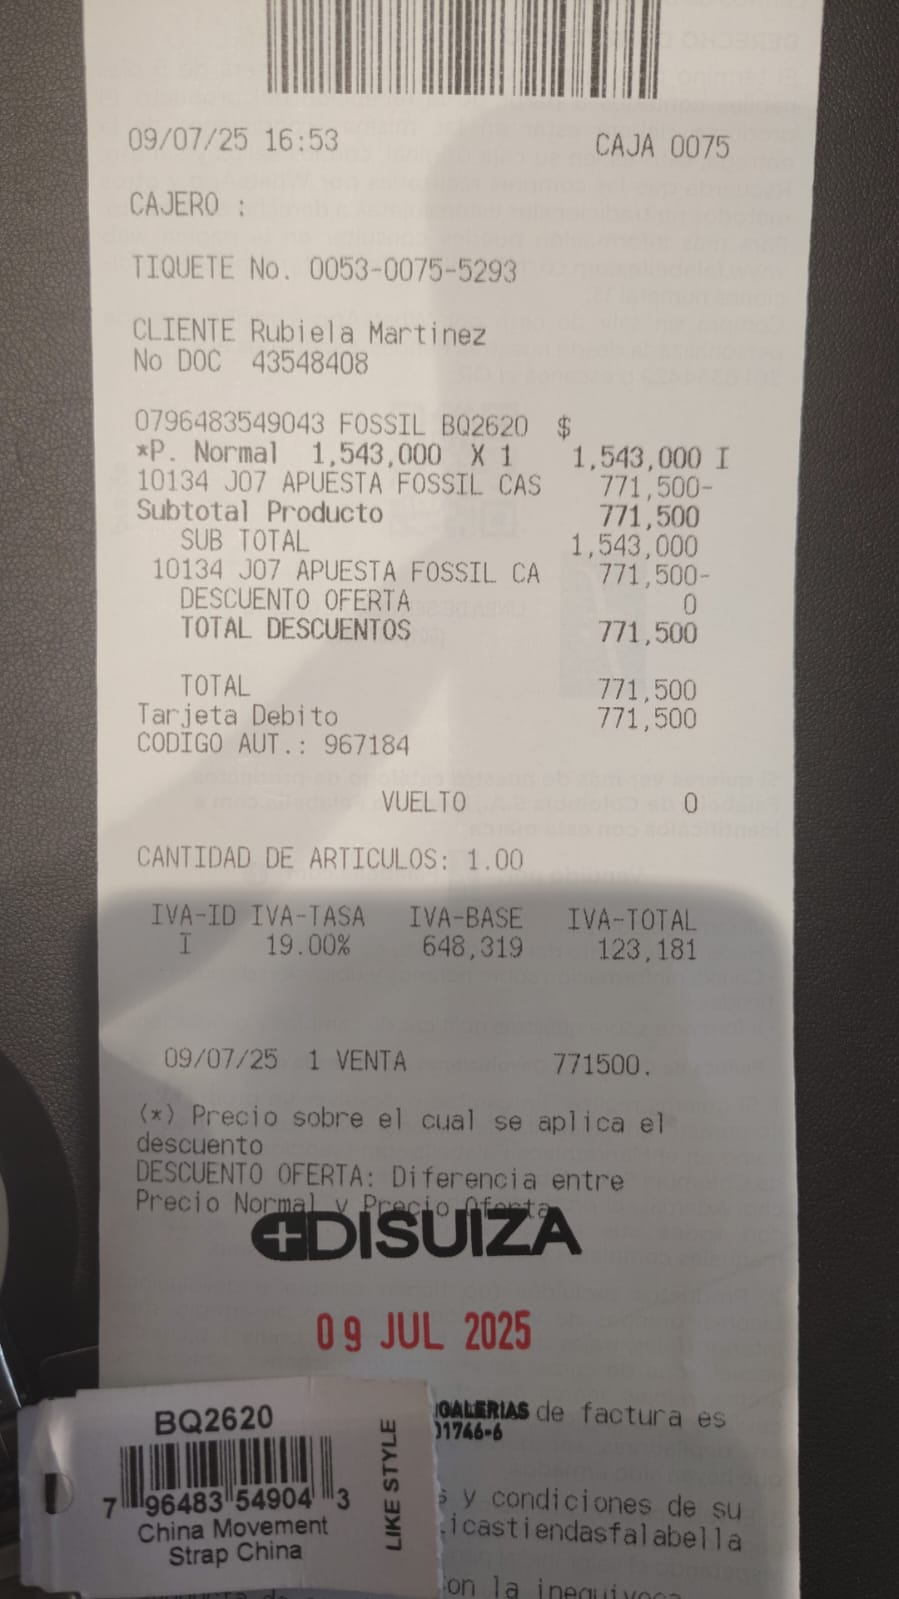 09/07/25 16:53 CAJA 0075
CAJERO :
TIQUETE No. 0053-0075-5293
CLIENTE Rubiela Martinez
No DOC 43548408
0796483549043 FOSSIL BQ2620 $
*P. Normal 1,543,000 X 1 1,543,000 I
10134 J07 APUESTA FOSSIL CAS 771,500-
Subtotal Producto 771,500
SUB TOTAL 1,543,000
10134 J07 APUESTA FOSSIL CA 771,500-
DESCUENTO OFERTA 0
TOTAL DESCUENTOS 771,500
TOTAL 771,500
Tarjeta Debito 771,500
CODIGO AUT.: 967184
VUELTO 0
CANTIDAD DE ARTICULOS: 1.00
IVA-ID IVA-TASA IVA-BASE IVA-TOTAL
I 19.00% 648,319 123,181
09/07/25 1 VENTA 771500.
(*) Precio sobre el cual se aplica el
descuento
DESCUENTO OFERTA: Diferencia entre
Precio Normal y Precio Oferta
DISUIZA
09 JUL 2025
GALERIAS de factura es
1746-6
y condiciones de su
icastiendasfalabella
on la inequivoca
BQ2620
7 96483 54904 3
China Movement
Strap China
LIKE STYLE